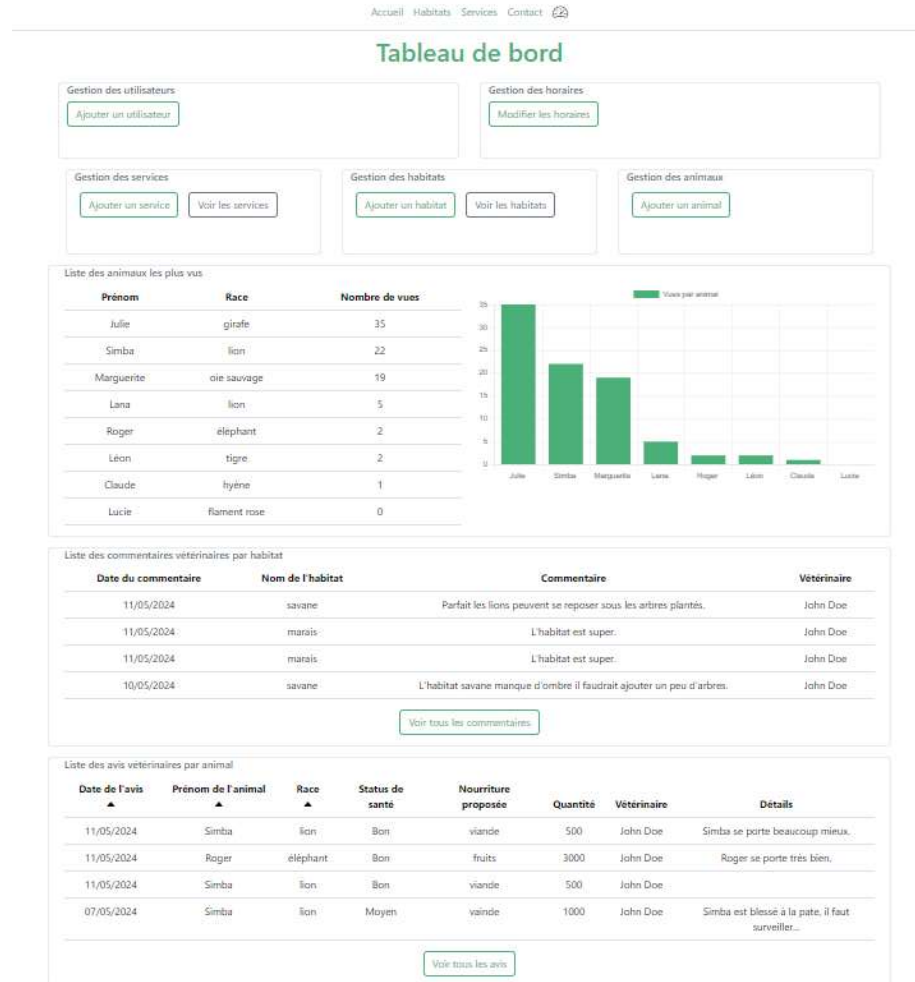 Accueil Habitats Services Contact
Tableau de bord
Gestion des utilisateurs
Ajouter un utilisateur
Gestion des horaires
Modifier les horaires
Gestion des services
Ajouter un service Voir les services
Gestion des habitats
Ajouter un habitat Voir les habitats
Gestion des animaux
Ajouter un animal
Liste des animaux les plus vus
Prénom Race Nombre de vues
Julie girafe 35
Simba lion 22
Marguerite oie sauvage 19
Lana lion 5
Roger éléphant 2
Léon tigre 2
Claude hyène 1
Lucie flament rose 0
Vues par animal
35
30
25
20
15
10
5
0
Julie Simba Marguerite Lana Roger Léon Claude Lucie
Liste des commentaires vétérinaires par habitat
Date du commentaire Nom de l'habitat Commentaire Vétérinaire
11/05/2024 savane Parfait les lions peuvent se reposer sous les arbres plantés. John Doe
11/05/2024 marais L'habitat est super. John Doe
11/05/2024 marais L'habitat est super. John Doe
10/05/2024 savane L'habitat savane manque d'ombre il faudrait ajouter un peu d'arbres. John Doe
Voir tous les commentaires
Liste des avis vétérinaires par animal
Date de l'avis Prénom de l'animal Race Status de santé Nourriture proposée Quantité Vétérinaire Détails
11/05/2024 Simba lion Bon viande 500 John Doe Simba se porte beaucoup mieux.
11/05/2024 Roger éléphant Bon fruits 3000 John Doe Roger se porte très bien.
11/05/2024 Simba lion Bon viande 500 John Doe
07/05/2024 Simba lion Moyen vainde 1000 John Doe Simba est blessé à la pate, il faut
surveiller...
Voir tous les avis